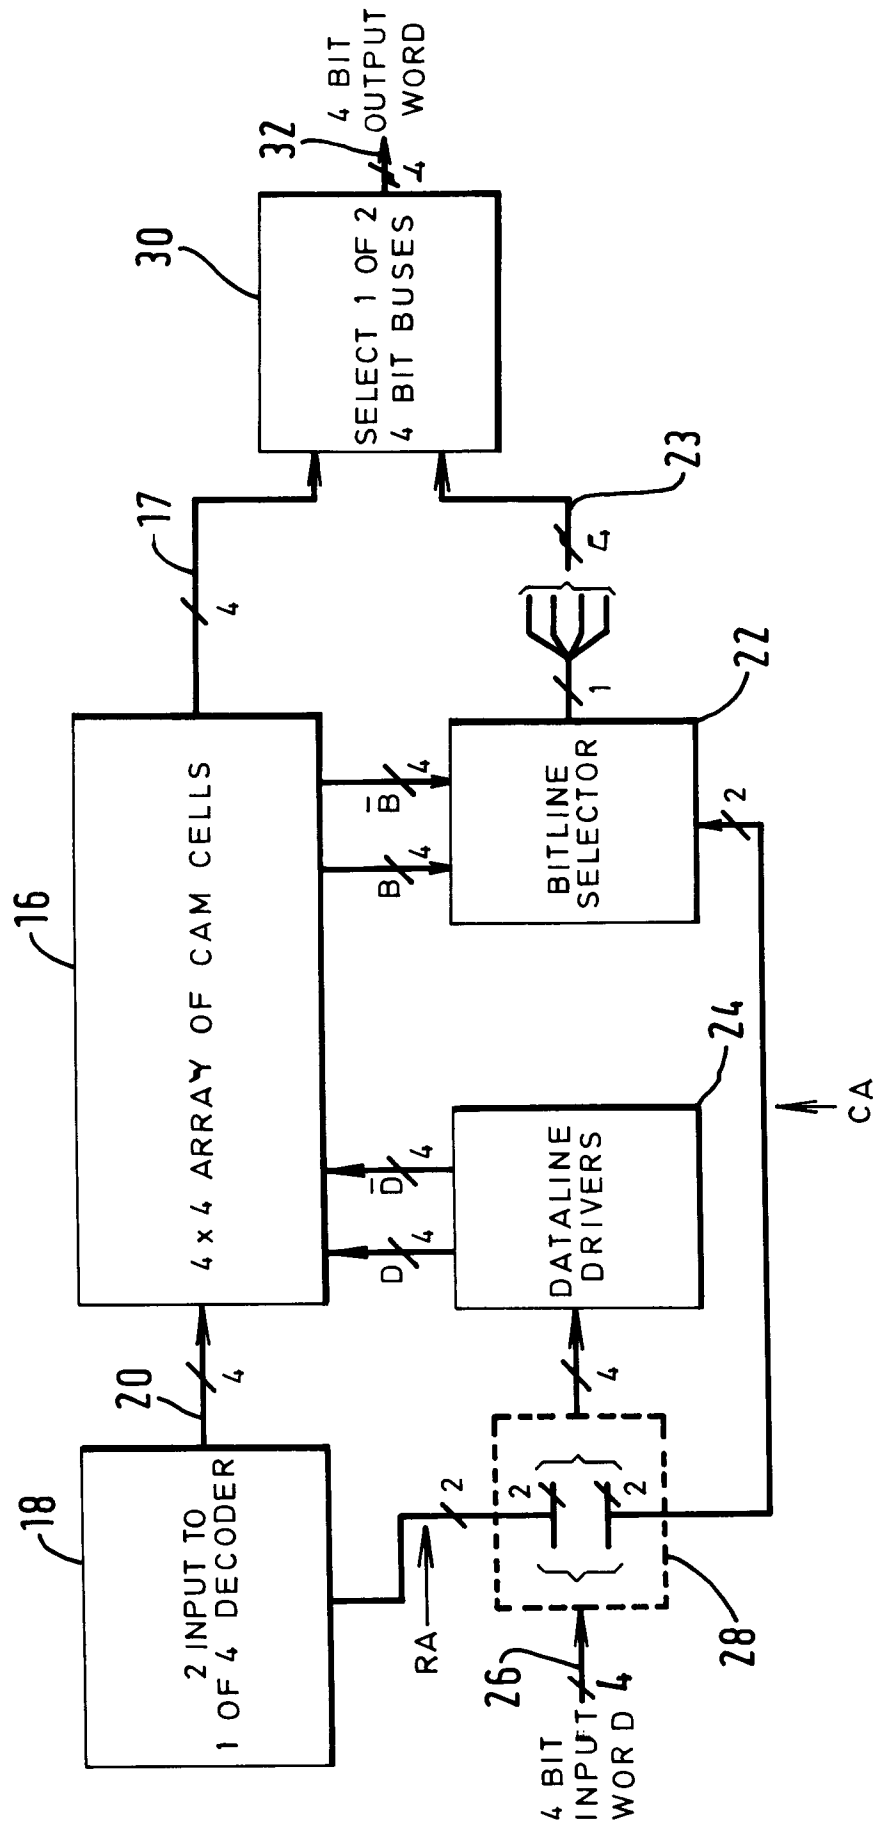 18
2 INPUT TO
1 OF 4 DECODER
20
4
16
4 x 4 ARRAY OF CAM CELLS
17
4
30
SELECT 1 OF 2
4 BIT BUSES
32
4
4 BIT
OUTPUT
WORD
RA
2
D
4
D̅
4
B
4
B̅
4
26
4 BIT
INPUT
WORD
4
2
2
28
4
DATALINE
DRIVERS
24
BITLINE
SELECTOR
22
1
4
23
2
CA